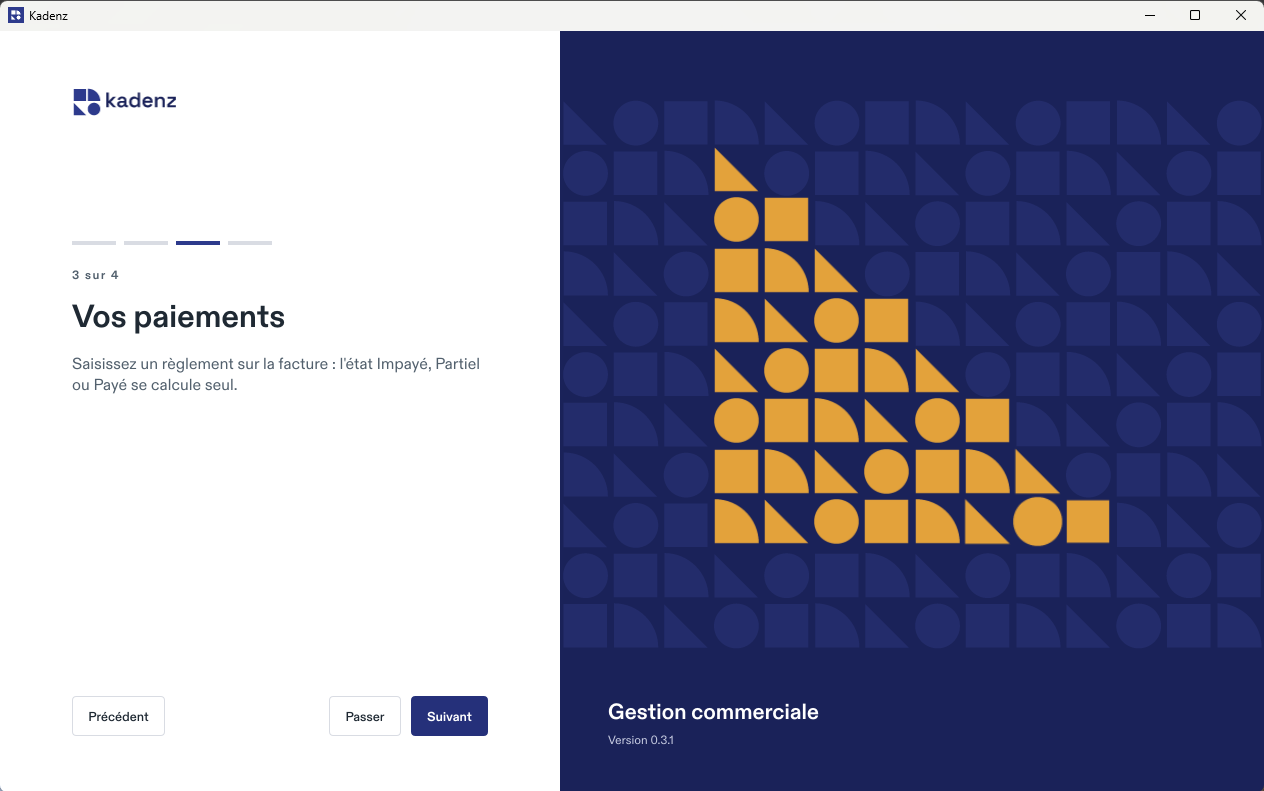 Kadenz
kadenz
3 sur 4
Vos paiements
Saisissez un règlement sur la facture : l'état Impayé, Partiel
ou Payé se calcule seul.
Précédent
Passer
Suivant
Gestion commerciale
Version 0.3.1